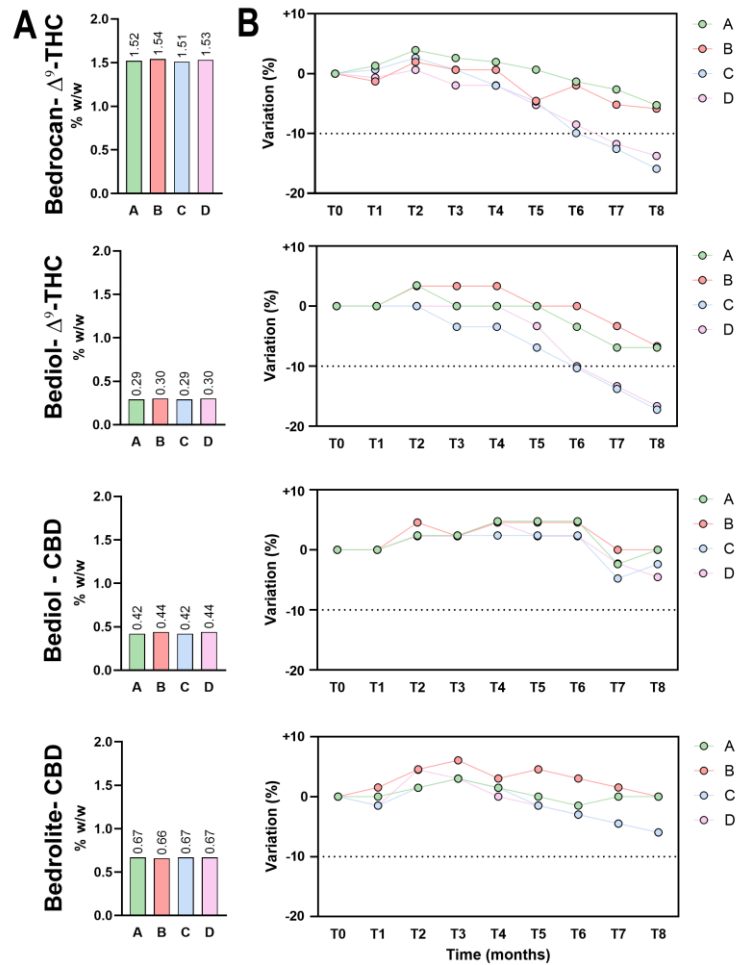 A
B
Bedrocan- Δ⁹-THC
% w/w
2.0
1.5
1.0
0.5
0.0
1.52
1.54
1.51
1.53
A B C D
Variation (%)
+10
0
-10
-20
T0 T1 T2 T3 T4 T5 T6 T7 T8
A
B
C
D
Bediol- Δ⁹-THC
% w/w
2.0
1.5
1.0
0.5
0.0
0.29
0.30
0.29
0.30
A B C D
Variation (%)
+10
0
-10
-20
T0 T1 T2 T3 T4 T5 T6 T7 T8
A
B
C
D
Bediol - CBD
% w/w
2.0
1.5
1.0
0.5
0.0
0.42
0.44
0.42
0.44
A B C D
Variation (%)
+10
0
-10
-20
T0 T1 T2 T3 T4 T5 T6 T7 T8
A
B
C
D
Bedrolite- CBD
% w/w
2.0
1.5
1.0
0.5
0.0
0.67
0.66
0.67
0.67
A B C D
Variation (%)
+10
0
-10
-20
T0 T1 T2 T3 T4 T5 T6 T7 T8
Time (months)
A
B
C
D